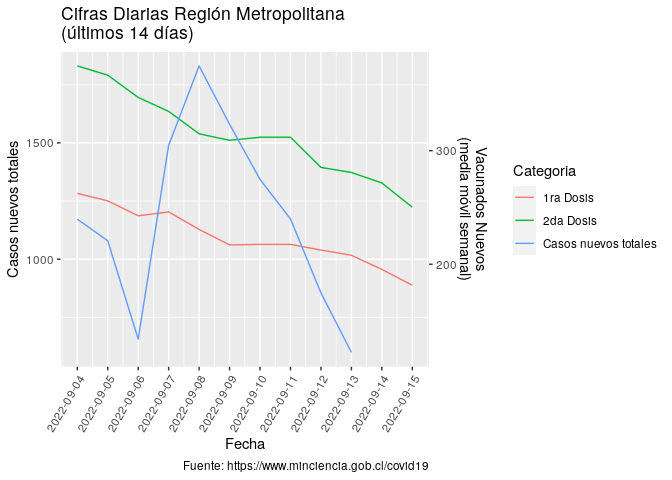 Cifras Diarias Región Metropolitana
(últimos 14 días)
Casos nuevos totales
1500
1000
300
200
Vacunados Nuevos
(media móvil semanal)
Categoria
1ra Dosis
2da Dosis
Casos nuevos totales
2022-09-04
2022-09-05
2022-09-06
2022-09-07
2022-09-08
2022-09-09
2022-09-10
2022-09-11
2022-09-12
2022-09-13
2022-09-14
2022-09-15
Fecha
Fuente: https://www.minciencia.gob.cl/covid19